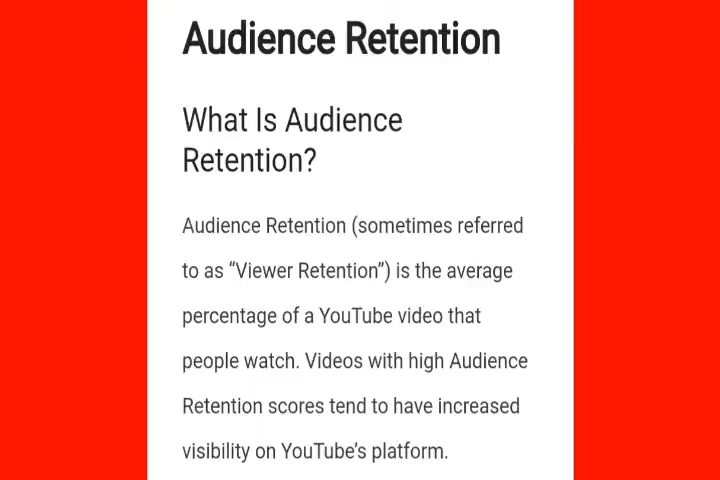 Audience Retention
What Is Audience
Retention?
Audience Retention (sometimes referred
to as “Viewer Retention”) is the average
percentage of a YouTube video that
people watch. Videos with high Audience
Retention scores tend to have increased
visibility on YouTube’s platform.